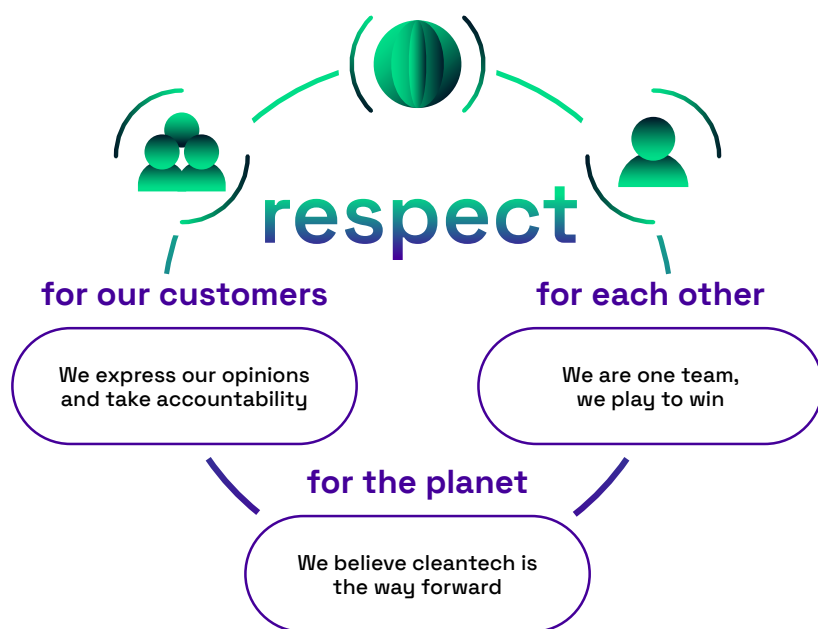 respect
for our customers
We express our opinions
and take accountability
for each other
We are one team,
we play to win
for the planet
We believe cleantech is
the way forward